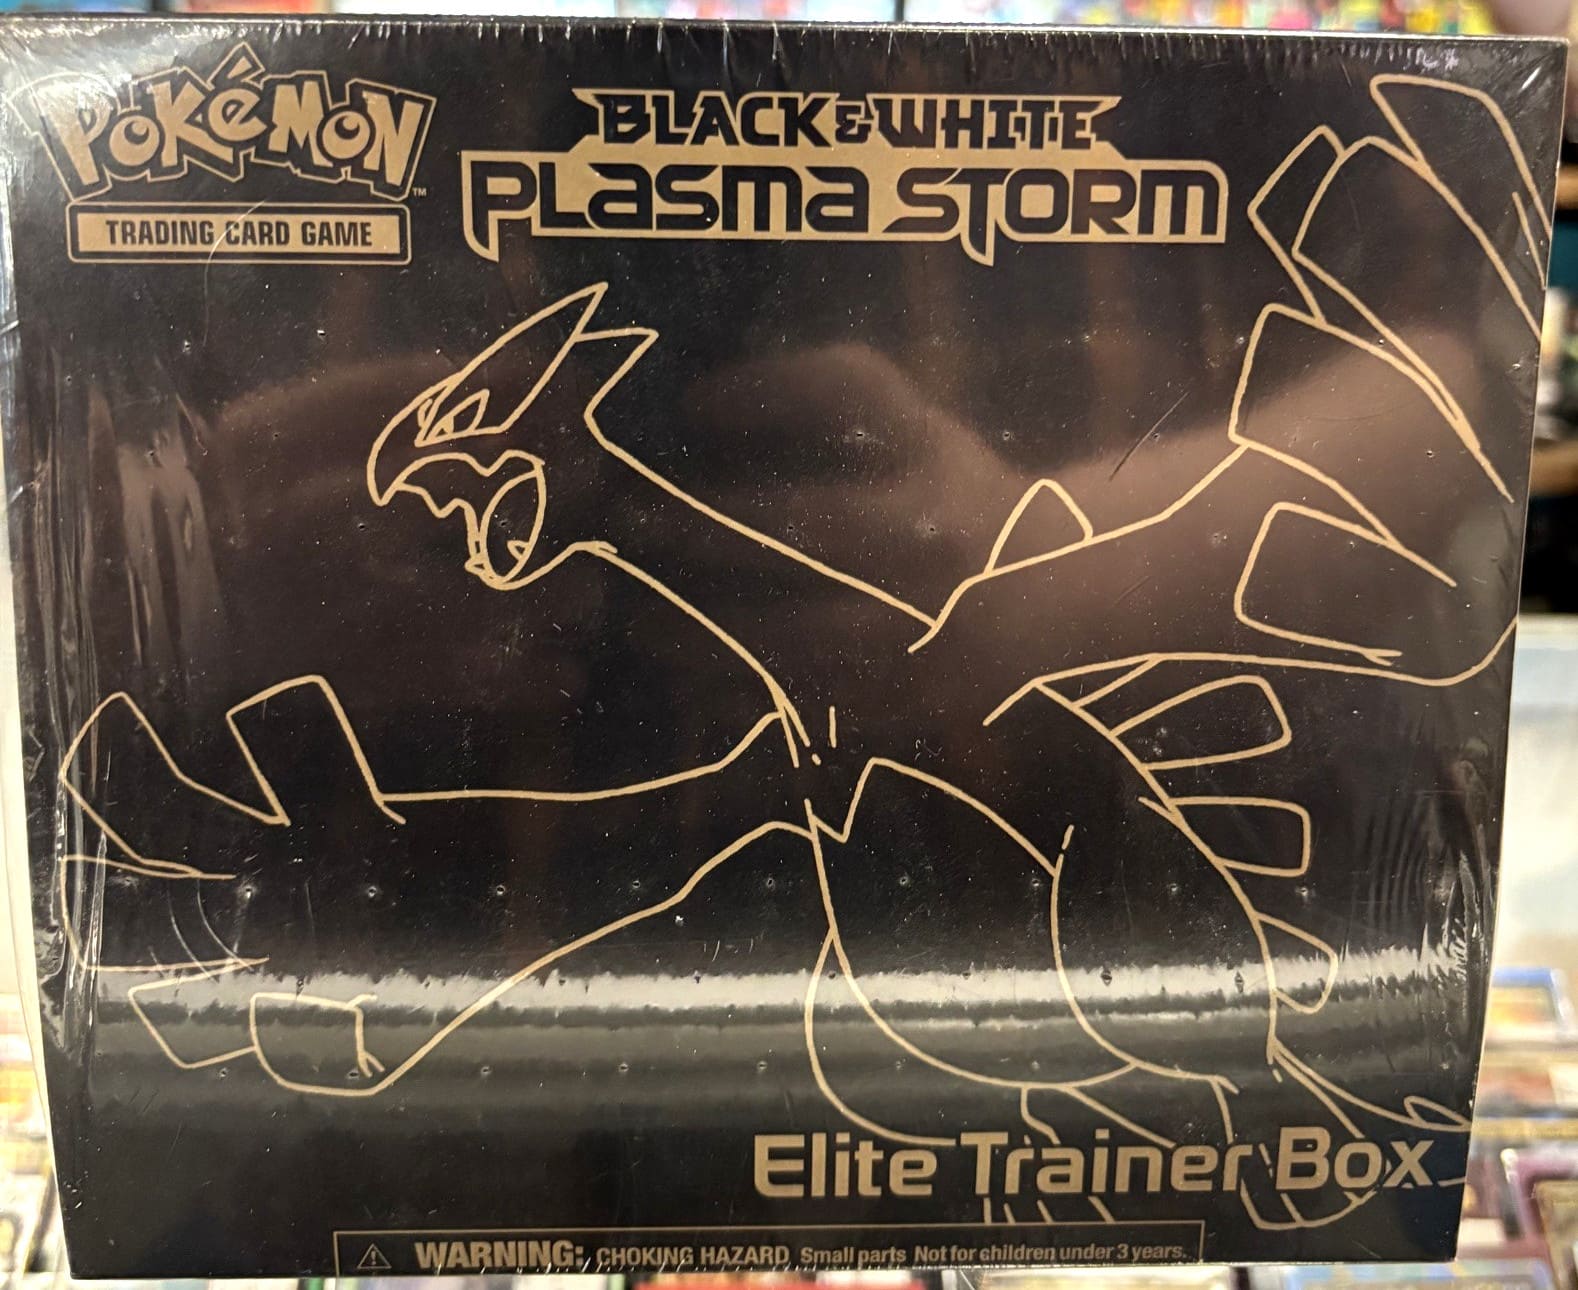 POKéMON™
TRADING CARD GAME
BLACK & WHITE
PLASMA STORM
Elite Trainer Box
⚠ WARNING: CHOKING HAZARD Small parts Not for children under 3 years.